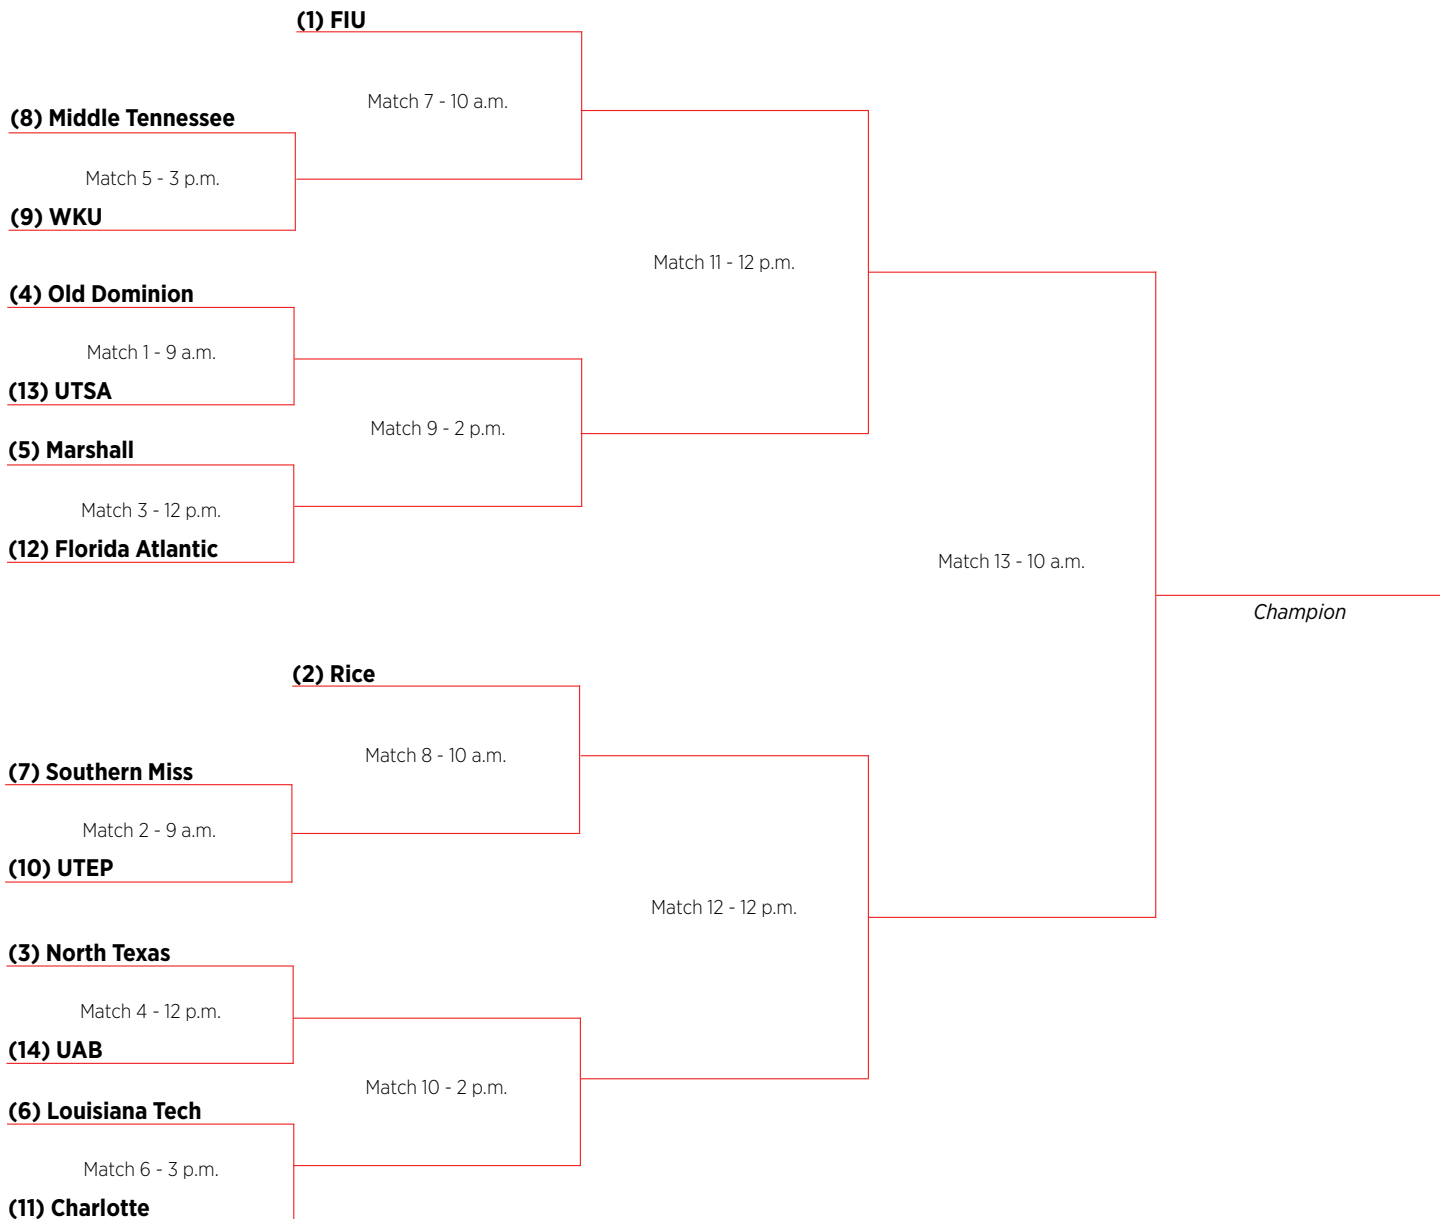 (1) FIU
Match 7 - 10 a.m.
(8) Middle Tennessee
Match 5 - 3 p.m.
(9) WKU
Match 11 - 12 p.m.
(4) Old Dominion
Match 1 - 9 a.m.
(13) UTSA
Match 9 - 2 p.m.
(5) Marshall
Match 3 - 12 p.m.
(12) Florida Atlantic
Match 13 - 10 a.m.
Champion
(2) Rice
Match 8 - 10 a.m.
(7) Southern Miss
Match 2 - 9 a.m.
(10) UTEP
Match 12 - 12 p.m.
(3) North Texas
Match 4 - 12 p.m.
(14) UAB
Match 10 - 2 p.m.
(6) Louisiana Tech
Match 6 - 3 p.m.
(11) Charlotte